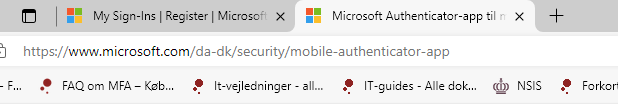 My Sign-Ins | Register | Microsoft
Microsoft Authenticator-app til
https://www.microsoft.com/da-dk/security/mobile-authenticator-app
- F... FAQ om MFA – Køb... It-vejledninger - all... IT-guides - Alle dok... NSIS Forkort